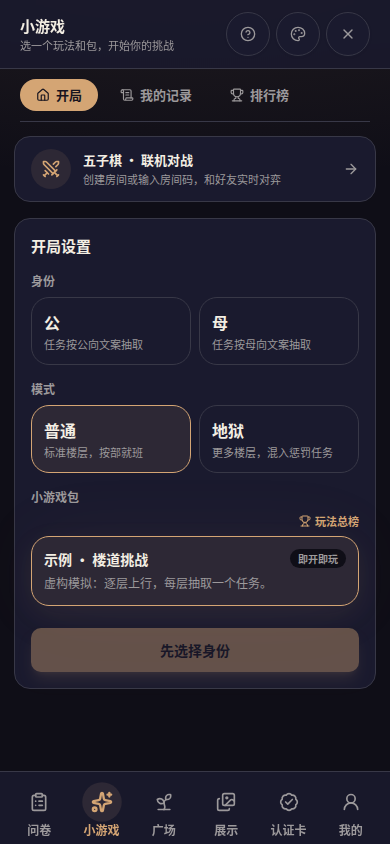 小游戏
选一个玩法和包，开始你的挑战
开局
我的记录
排行榜
五子棋 · 联机对战
创建房间或输入房间码，和好友实时对弈
开局设置
身份
公
任务按公向文案抽取
母
任务按母向文案抽取
模式
普通
标准楼层，按部就班
地狱
更多楼层，混入惩罚任务
小游戏包
玩法总榜
示例 · 楼道挑战
即开即玩
虚构模拟：逐层上行，每层抽取一个任务。
先选择身份
问卷
小游戏
广场
展示
认证卡
我的